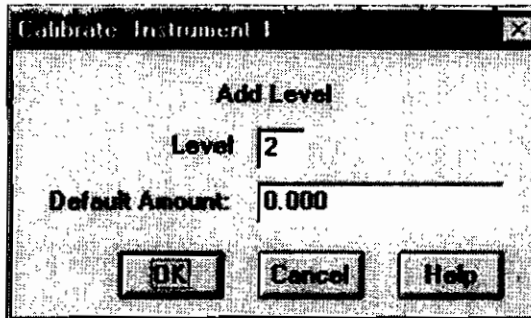 Calibrate Instrument 1
Add Level
Level 2
Default Amount: 0.000
OK Cancel Help